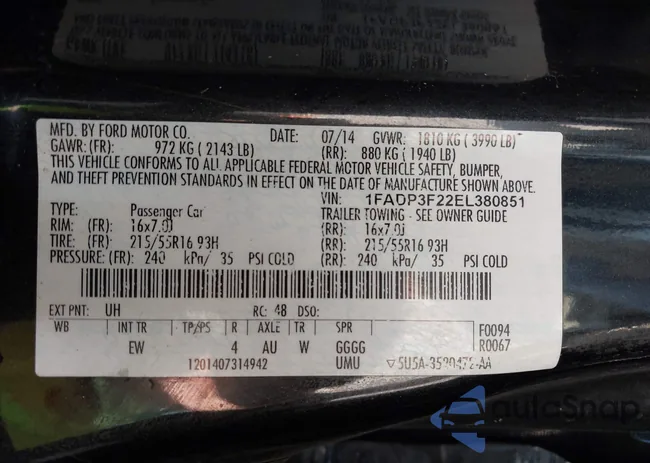 MFD. BY FORD MOTOR CO. DATE: 07/14 GVWR: 1810 KG ( 3990 LB)
GAWR: (FR): 972 KG ( 2143 LB) (RR): 880 KG ( 1940 LB)
THIS VEHICLE CONFORMS TO ALL APPLICABLE FEDERAL MOTOR VEHICLE SAFETY, BUMPER,
AND THEFT PREVENTION STANDARDS IN EFFECT ON THE DATE OF MANUFACTURE SHOWN ABOVE.
VIN: 1FADP3F22EL380851
TYPE: Passenger Car TRAILER TOWING - SEE OWNER GUIDE
RIM: (FR): 16x7.0J (RR): 16x7.0J
TIRE: (FR): 215/55R16 93H (RR): 215/55R16 93H
PRESSURE: (FR): 240 kPa/ 35 PSI COLD (RR): 240 kPa/ 35 PSI COLD
EXT PNT: UH RC: 48 DSO:
WB INT TR TP/PS R AXLE TR SPR F0094
EW 4 AU W GGGG R0067
1201407314942 UMU
autoSnap